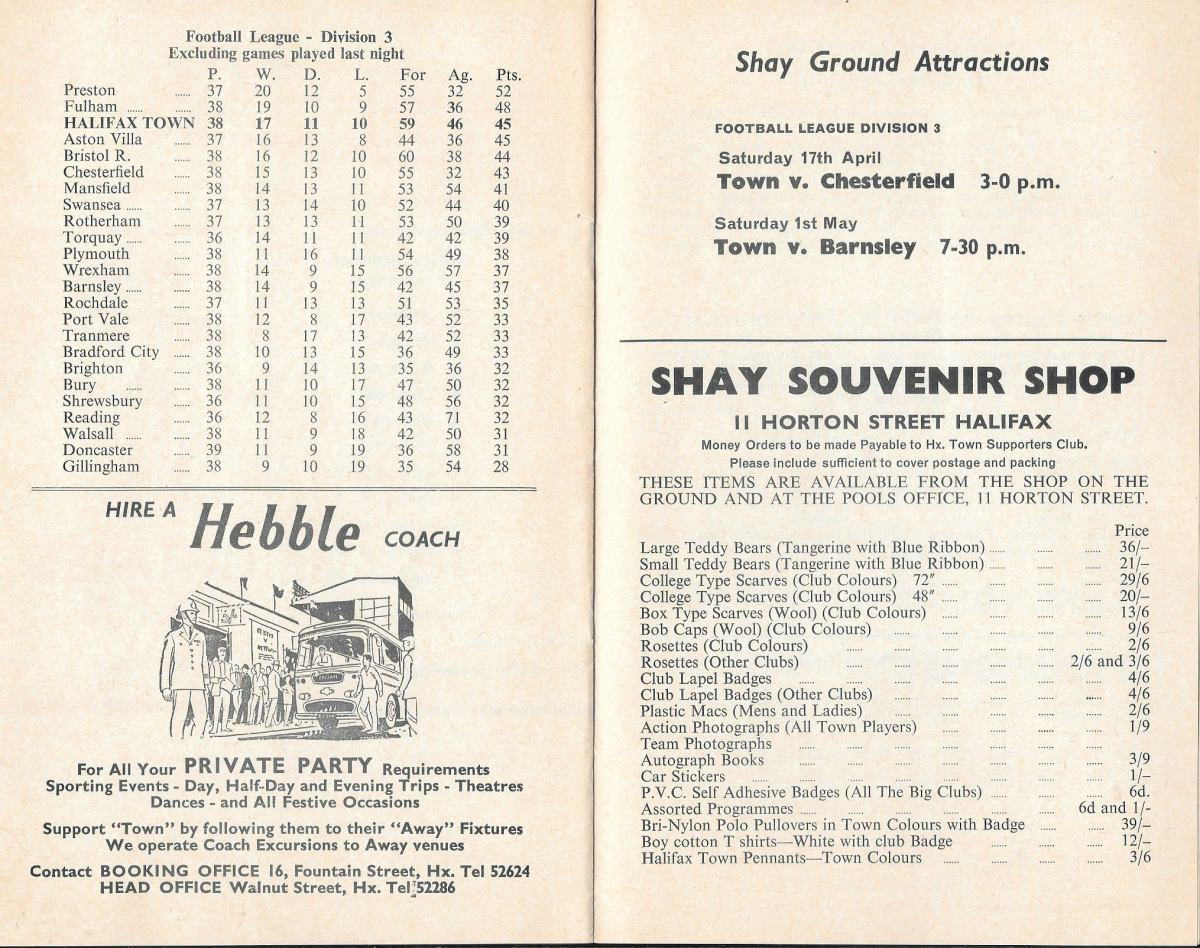 Football League - Division 3
Excluding games played last night
P. W. D. L. For Ag. Pts.
Preston ...... 37 20 12 5 55 32 52
Fulham ...... ...... 38 19 10 9 57 36 48
HALIFAX TOWN 38 17 11 10 59 46 45
Aston Villa ...... 37 16 13 8 44 36 45
Bristol R. ...... 38 16 12 10 60 38 44
Chesterfield ...... 38 15 13 10 55 32 43
Mansfield ...... 38 14 13 11 53 54 41
Swansea ...... 37 13 14 10 52 44 40
Rotherham ...... 37 13 13 11 53 50 39
Torquay ...... ...... 36 14 11 11 42 42 39
Plymouth ...... 38 11 16 11 54 49 38
Wrexham ...... 38 14 9 15 56 57 37
Barnsley ...... ...... 38 14 9 15 42 45 37
Rochdale ...... 37 11 13 13 51 53 35
Port Vale ...... 38 12 8 17 43 52 33
Tranmere ...... 38 8 17 13 42 52 33
Bradford City ...... 38 10 13 15 36 49 33
Brighton ...... 36 9 14 13 35 36 32
Bury ...... ...... 38 11 10 17 47 50 32
Shrewsbury ...... 36 11 10 15 48 56 32
Reading ...... 36 12 8 16 43 71 32
Walsall ...... ...... 38 11 9 18 42 50 31
Doncaster ...... 39 11 9 19 36 58 31
Gillingham ...... 38 9 10 19 35 54 28
HIRE A Hebble COACH
For All Your PRIVATE PARTY Requirements
Sporting Events - Day, Half-Day and Evening Trips - Theatres
Dances - and All Festive Occasions
Support "Town" by following them to their "Away" Fixtures
We operate Coach Excursions to Away venues
Contact BOOKING OFFICE 16, Fountain Street, Hx. Tel 52624
HEAD OFFICE Walnut Street, Hx. Tel 52286
Shay Ground Attractions
FOOTBALL LEAGUE DIVISION 3
Saturday 17th April
Town v. Chesterfield 3-0 p.m.
Saturday 1st May
Town v. Barnsley 7-30 p.m.
SHAY SOUVENIR SHOP
11 HORTON STREET HALIFAX
Money Orders to be made Payable to Hx. Town Supporters Club.
Please include sufficient to cover postage and packing
THESE ITEMS ARE AVAILABLE FROM THE SHOP ON THE
GROUND AND AT THE POOLS OFFICE, 11 HORTON STREET.
Price
Large Teddy Bears (Tangerine with Blue Ribbon) ...... ...... ...... 36/–
Small Teddy Bears (Tangerine with Blue Ribbon) ...... ...... ...... 21/–
College Type Scarves (Club Colours) 72″ ...... ...... ...... ...... 29/6
College Type Scarves (Club Colours) 48″ ...... ...... ...... ...... 20/–
Box Type Scarves (Wool) (Club Colours) ...... ...... ...... ...... 13/6
Bob Caps (Wool) (Club Colours) ...... ...... ...... ...... ...... 9/6
Rosettes (Club Colours) ...... ...... ...... ...... ...... ...... 2/6
Rosettes (Other Clubs) ...... ...... ...... ...... ...... 2/6 and 3/6
Club Lapel Badges ...... ...... ...... ...... ...... ...... ...... 4/6
Club Lapel Badges (Other Clubs) ...... ...... ...... ...... ...... 4/6
Plastic Macs (Mens and Ladies) ...... ...... ...... ...... ...... 2/6
Action Photographs (All Town Players) ...... ...... ...... ...... 1/9
Team Photographs ...... ...... ...... ...... ...... ...... ......
Autograph Books ...... ...... ...... ...... ...... ...... ...... 3/9
Car Stickers ...... ...... ...... ...... ...... ...... ...... ...... 1/–
P.V.C. Self Adhesive Badges (All The Big Clubs) ...... ...... ...... 6d.
Assorted Programmes ...... ...... ...... ...... ...... ...... 6d and 1/-
Bri-Nylon Polo Pullovers in Town Colours with Badge ...... ...... 39/–
Boy cotton T shirts—White with club Badge ...... ...... ...... 12/–
Halifax Town Pennants—Town Colours ...... ...... ...... ...... 3/6